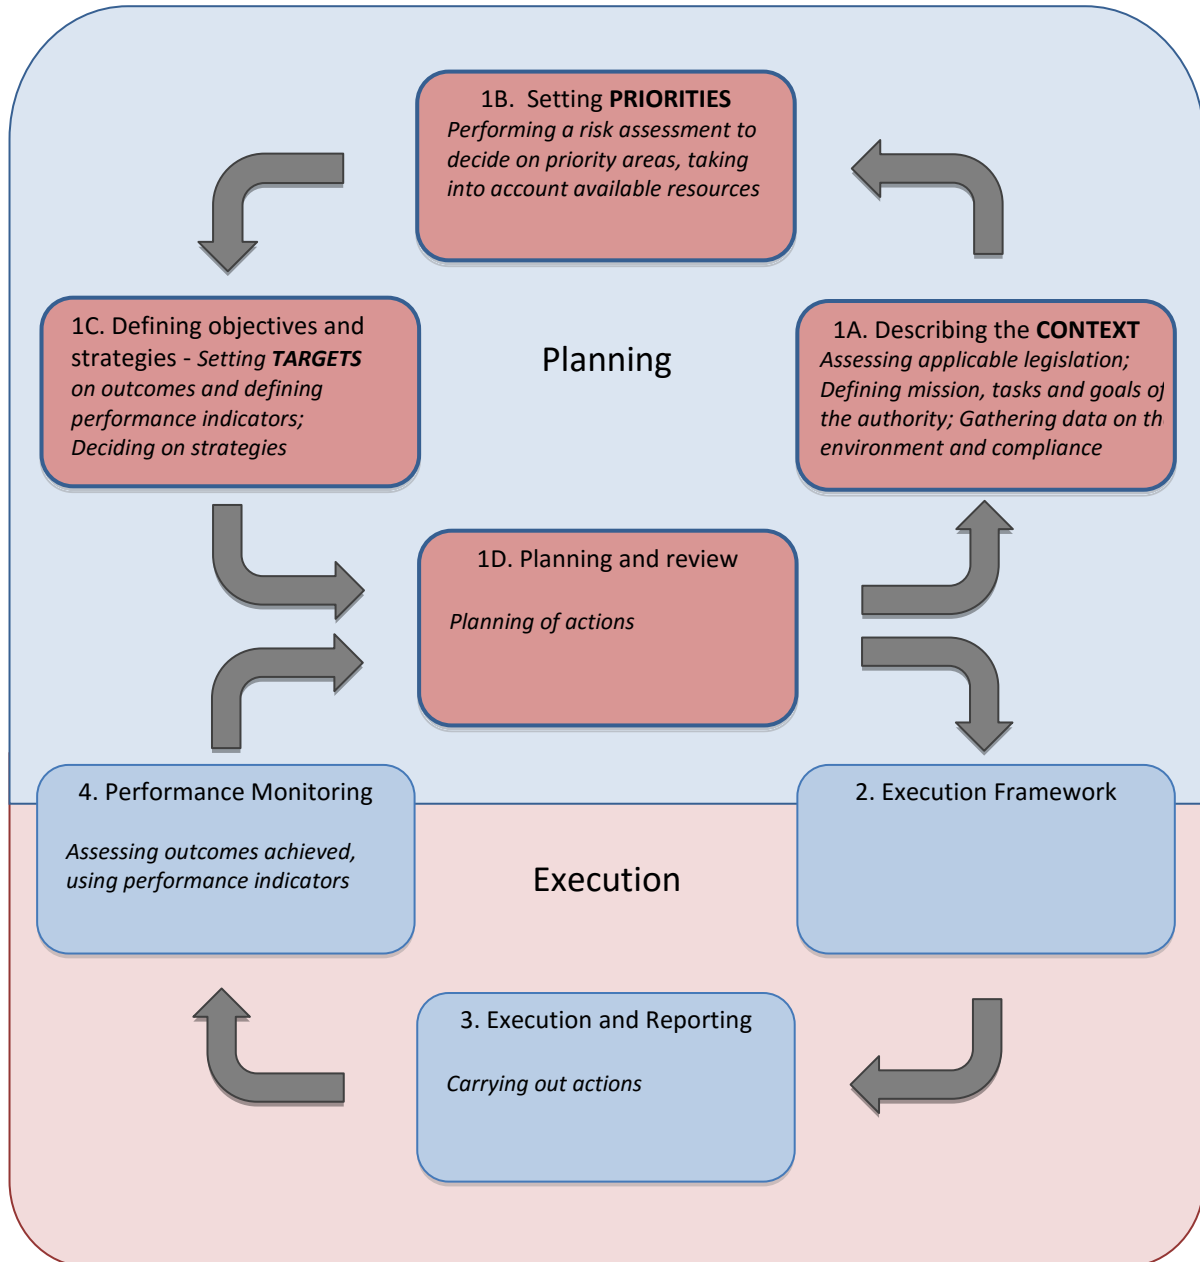 1B. Setting PRIORITIES
Performing a risk assessment to
decide on priority areas, taking
into account available resources
1C. Defining objectives and
strategies - Setting TARGETS
on outcomes and defining
performance indicators;
Deciding on strategies
Planning
1A. Describing the CONTEXT
Assessing applicable legislation;
Defining mission, tasks and goals of
the authority; Gathering data on th
environment and compliance
1D. Planning and review
Planning of actions
4. Performance Monitoring
Assessing outcomes achieved,
using performance indicators
2. Execution Framework
Execution
3. Execution and Reporting
Carrying out actions